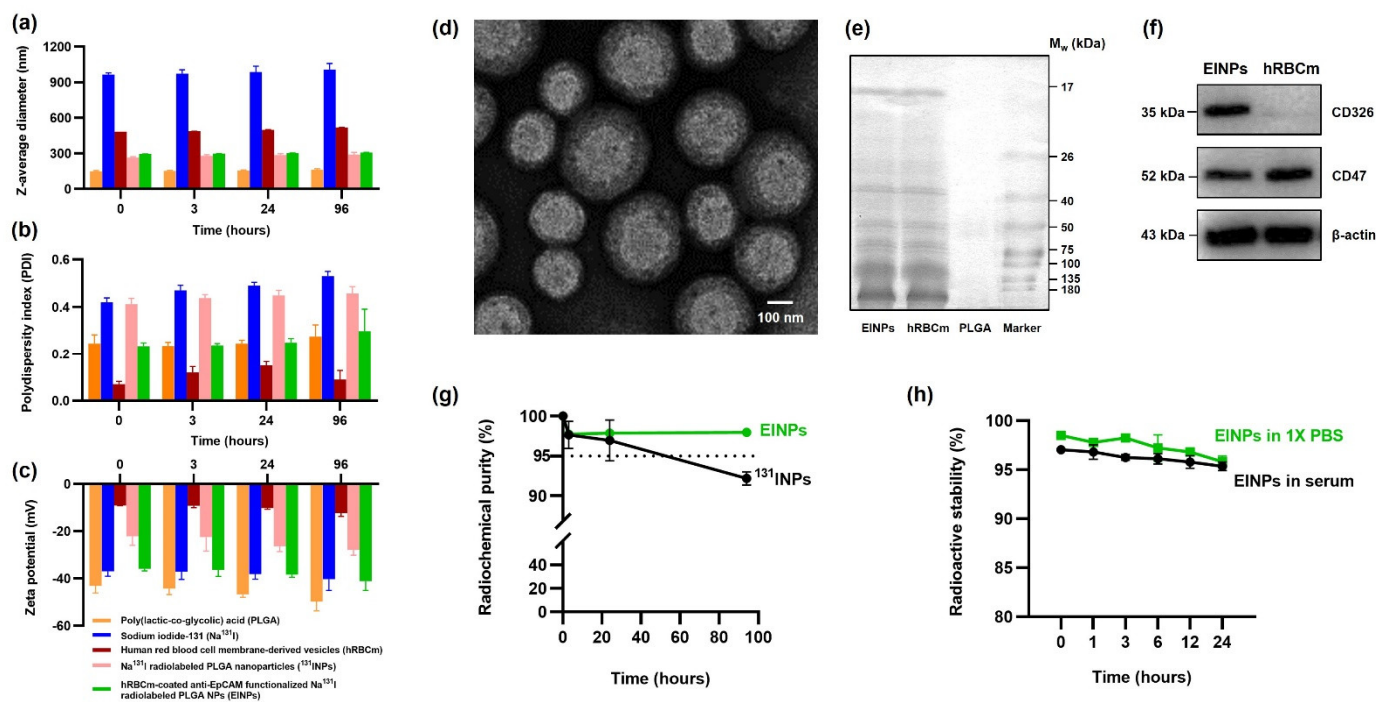 (a)
Z-average diameter (nm)
1200
900
600
300
0
0 3 24 96
Time (hours)
(b)
Polydispersity index (PDI)
0.6
0.4
0.2
0.0
0 3 24 96
Time (hours)
(c)
Zeta potential (mV)
0 3 24 96
0
-20
-40
-60
Poly(lactic-co-glycolic) acid (PLGA)
Sodium iodide-131 (Na¹³¹I)
Human red blood cell membrane-derived vesicles (hRBCm)
Na¹³¹I radiolabeled PLGA nanoparticles (¹³¹INPs)
hRBCm-coated anti-EpCAM functionalized Na¹³¹I
radiolabeled PLGA NPs (EINPs)
(d)
100 nm
(e)
Mw (kDa)
17
26
40
50
75
100
135
180
EINPs hRBCm PLGA Marker
(f)
EINPs hRBCm
35 kDa CD326
52 kDa CD47
43 kDa β-actin
(g)
Radiochemical purity (%)
100
95
90
40
20
0
EINPs
¹³¹INPs
0 20 40 60 80 100
Time (hours)
(h)
Radioactive stability (%)
100
95
90
85
80
EINPs in 1X PBS
EINPs in serum
0 1 3 6 12 24
Time (hours)